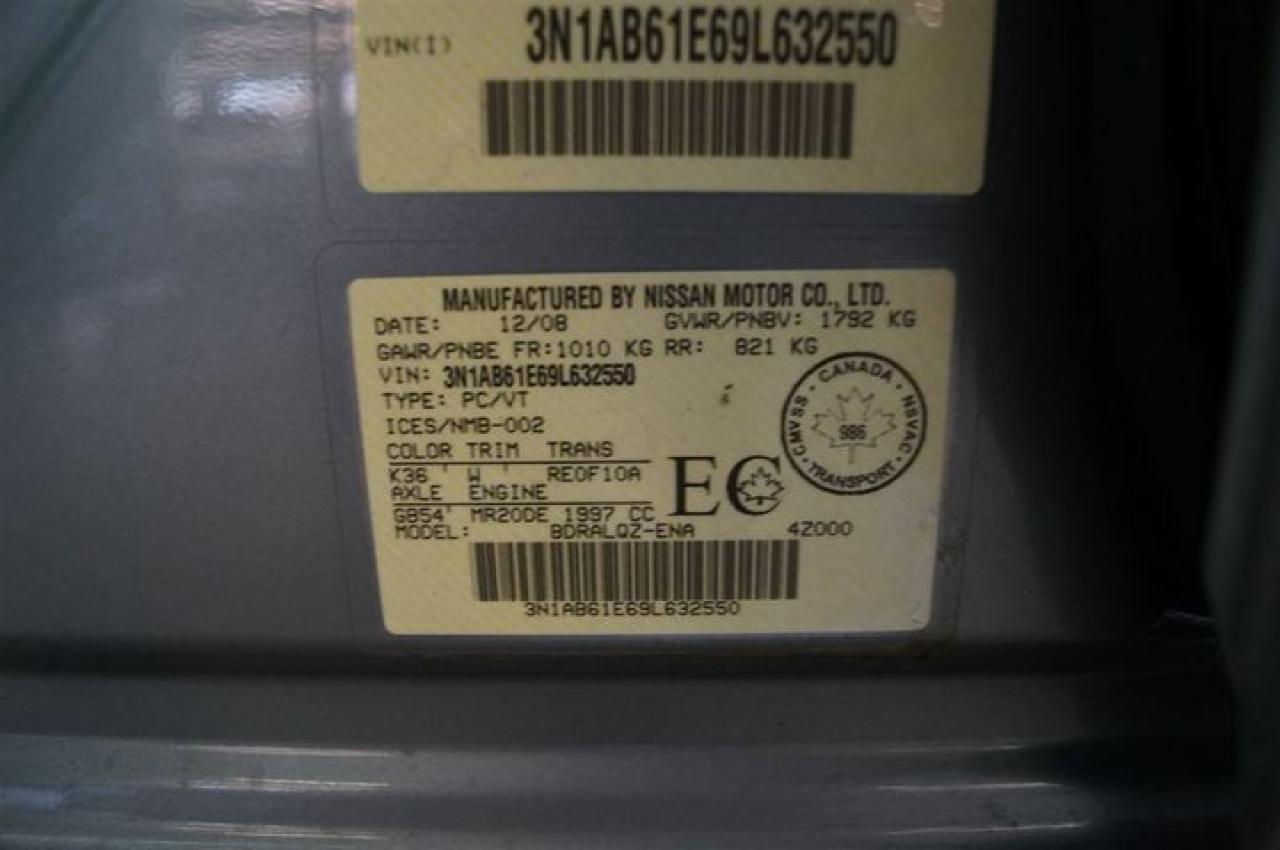 VIN(I) 3N1AB61E69L632550
MANUFACTURED BY NISSAN MOTOR CO., LTD.
DATE: 12/08 GVWR/PNBV: 1792 KG
GAWR/PNBE FR:1010 KG RR: 821 KG
VIN: 3N1AB61E69L632550
TYPE: PC/VT
ICES/NMB-002
COLOR TRIM TRANS
K36 ' W ' RE0F10A
AXLE ENGINE
GB54' MR20DE 1997 CC
MODEL: BDRALQZ-ENA 4Z000
EC
CANADA
CMVSS
NSVAC
986
TRANSPORT
3N1AB61E69L632550